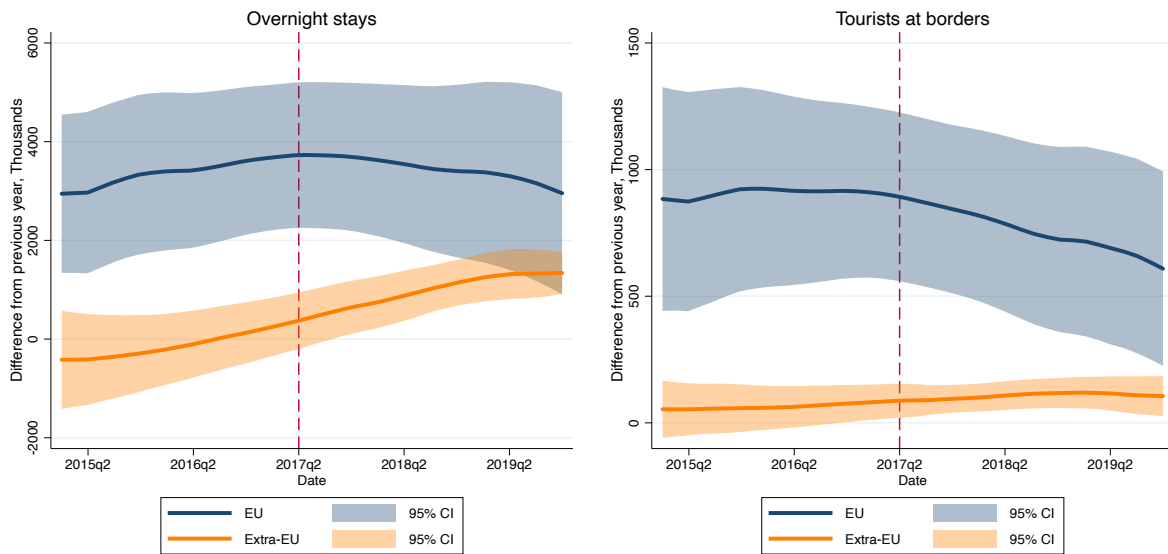 Overnight stays
Difference from previous year, Thousands
6000
4000
2000
0
-2000
2015q2 2016q2 2017q2 2018q2 2019q2
Date
EU 95% CI
Extra-EU 95% CI
Tourists at borders
Difference from previous year, Thousands
1500
1000
500
0
2015q2 2016q2 2017q2 2018q2 2019q2
Date
EU 95% CI
Extra-EU 95% CI